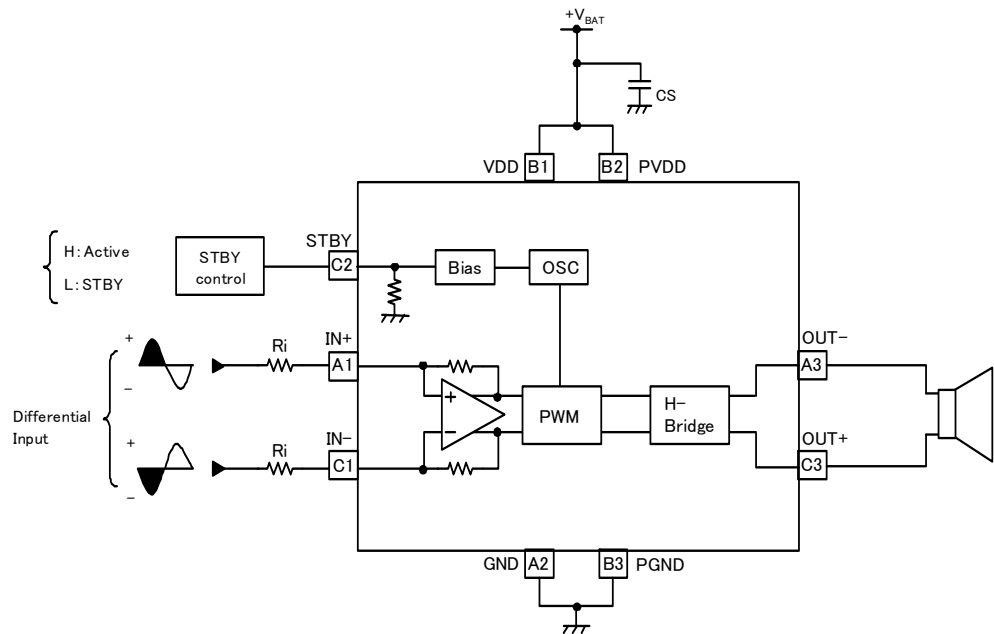 +VBAT
CS
VDD B1 B2 PVDD
H: Active
L: STBY
STBY
control
STBY
C2
Bias
OSC
+
-
Ri
IN+
A1
Differential
Input
+
-
Ri
IN-
C1
+
-
PWM
H-
Bridge
OUT-
A3
OUT+
C3
GND A2 B3 PGND